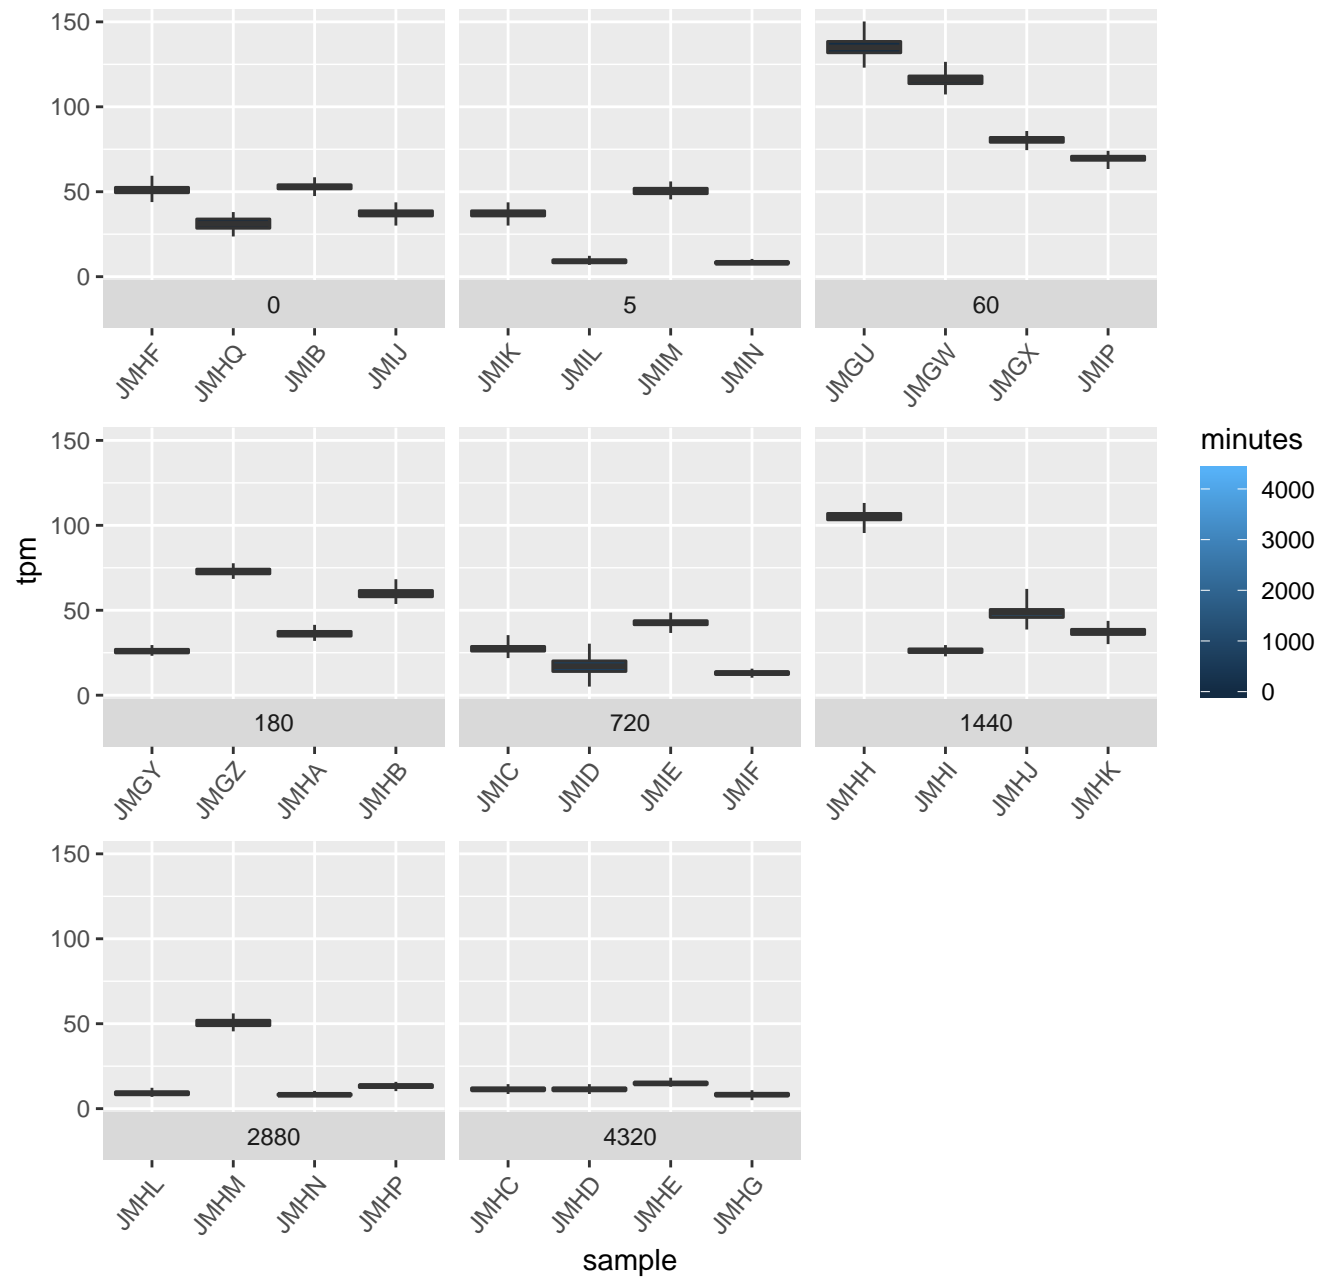 150
100
50
0
0
5
60
JMHF
JMHQ
JMIB
JMIJ
JMIK
JMIL
JMIM
JMIN
JMGU
JMGW
JMGX
JMIP
150
100
50
0
180
720
1440
JMGY
JMGZ
JMHA
JMHB
JMIC
JMID
JMIE
JMIF
JMHH
JMHI
JMHJ
JMHK
150
100
50
0
2880
4320
JMHL
JMHM
JMHN
JMHP
JMHC
JMHD
JMHE
JMHG
sample
tpm
minutes
4000
3000
2000
1000
0